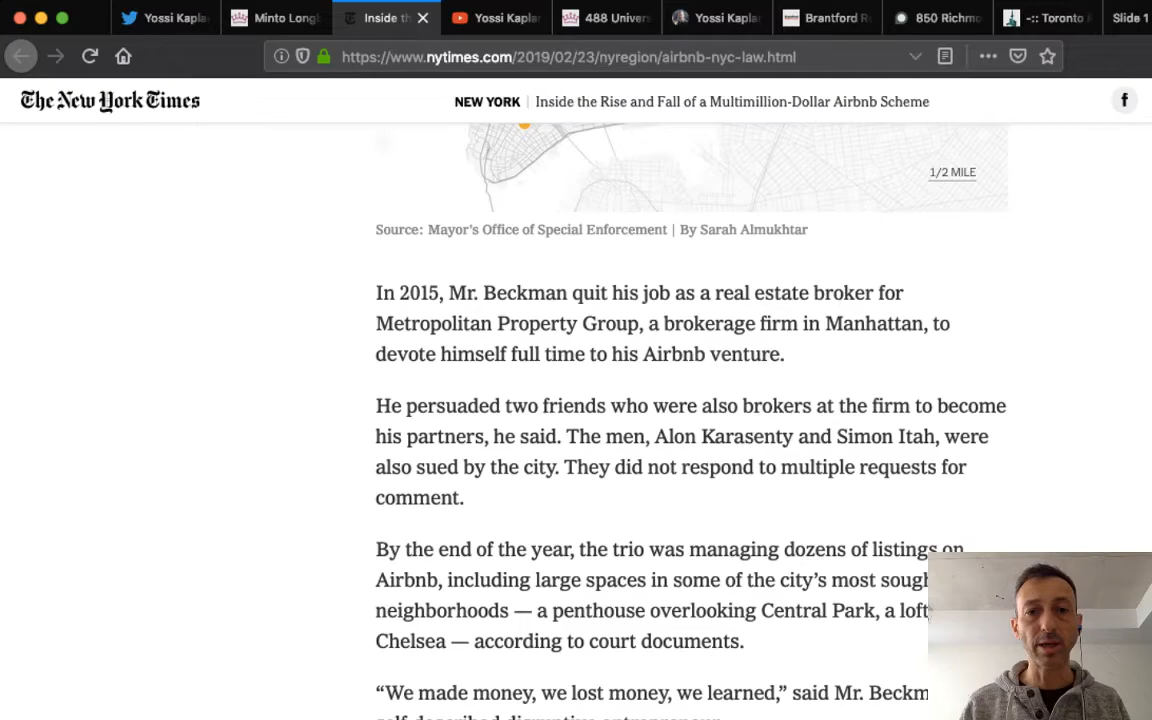 Yossi Kapla
Minto Long
Inside th
Yossi Kaplar
488 Univer
Yossi Kaplar
Brantford R
850 Richmo
-:: Toronto
Slide 1
https://www.nytimes.com/2019/02/23/nyregion/airbnb-nyc-law.html
The New York Times
NEW YORK | Inside the Rise and Fall of a Multimillion-Dollar Airbnb Scheme
1/2 MILE
Source: Mayor's Office of Special Enforcement | By Sarah Almukhtar
In 2015, Mr. Beckman quit his job as a real estate broker for
Metropolitan Property Group, a brokerage firm in Manhattan, to
devote himself full time to his Airbnb venture.
He persuaded two friends who were also brokers at the firm to become
his partners, he said. The men, Alon Karasenty and Simon Itah, were
also sued by the city. They did not respond to multiple requests for
comment.
By the end of the year, the trio was managing dozens of listings on
Airbnb, including large spaces in some of the city's most sough
neighborhoods — a penthouse overlooking Central Park, a loft
Chelsea — according to court documents.
“We made money, we lost money, we learned,” said Mr. Beckm
self-described disruptive entrepreneur.